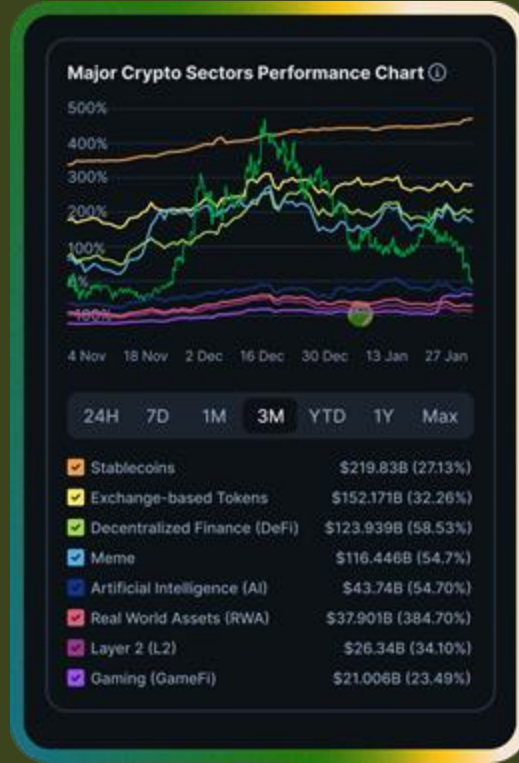 Major Crypto Sectors Performance Chart
500%
400%
300%
200%
100%
0%
-100%
4 Nov 18 Nov 2 Dec 16 Dec 30 Dec 13 Jan 27 Jan
24H 7D 1M 3M YTD 1Y Max
Stablecoins $219.83B (27.13%)
Exchange-based Tokens $152.171B (32.26%)
Decentralized Finance (DeFi) $123.939B (58.53%)
Meme $116.446B (54.7%)
Artificial Intelligence (AI) $43.74B (54.70%)
Real World Assets (RWA) $37.901B (384.70%)
Layer 2 (L2) $26.34B (34.10%)
Gaming (GameFi) $21.006B (23.49%)